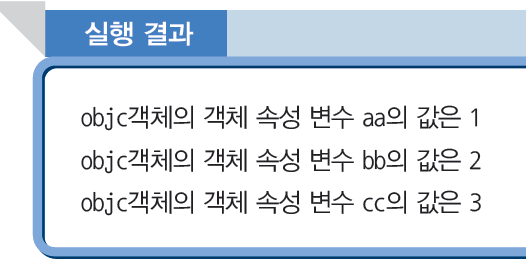 실행 결과
objc객체의 객체 속성 변수 aa의 값은 1
objc객체의 객체 속성 변수 bb의 값은 2
objc객체의 객체 속성 변수 cc의 값은 3